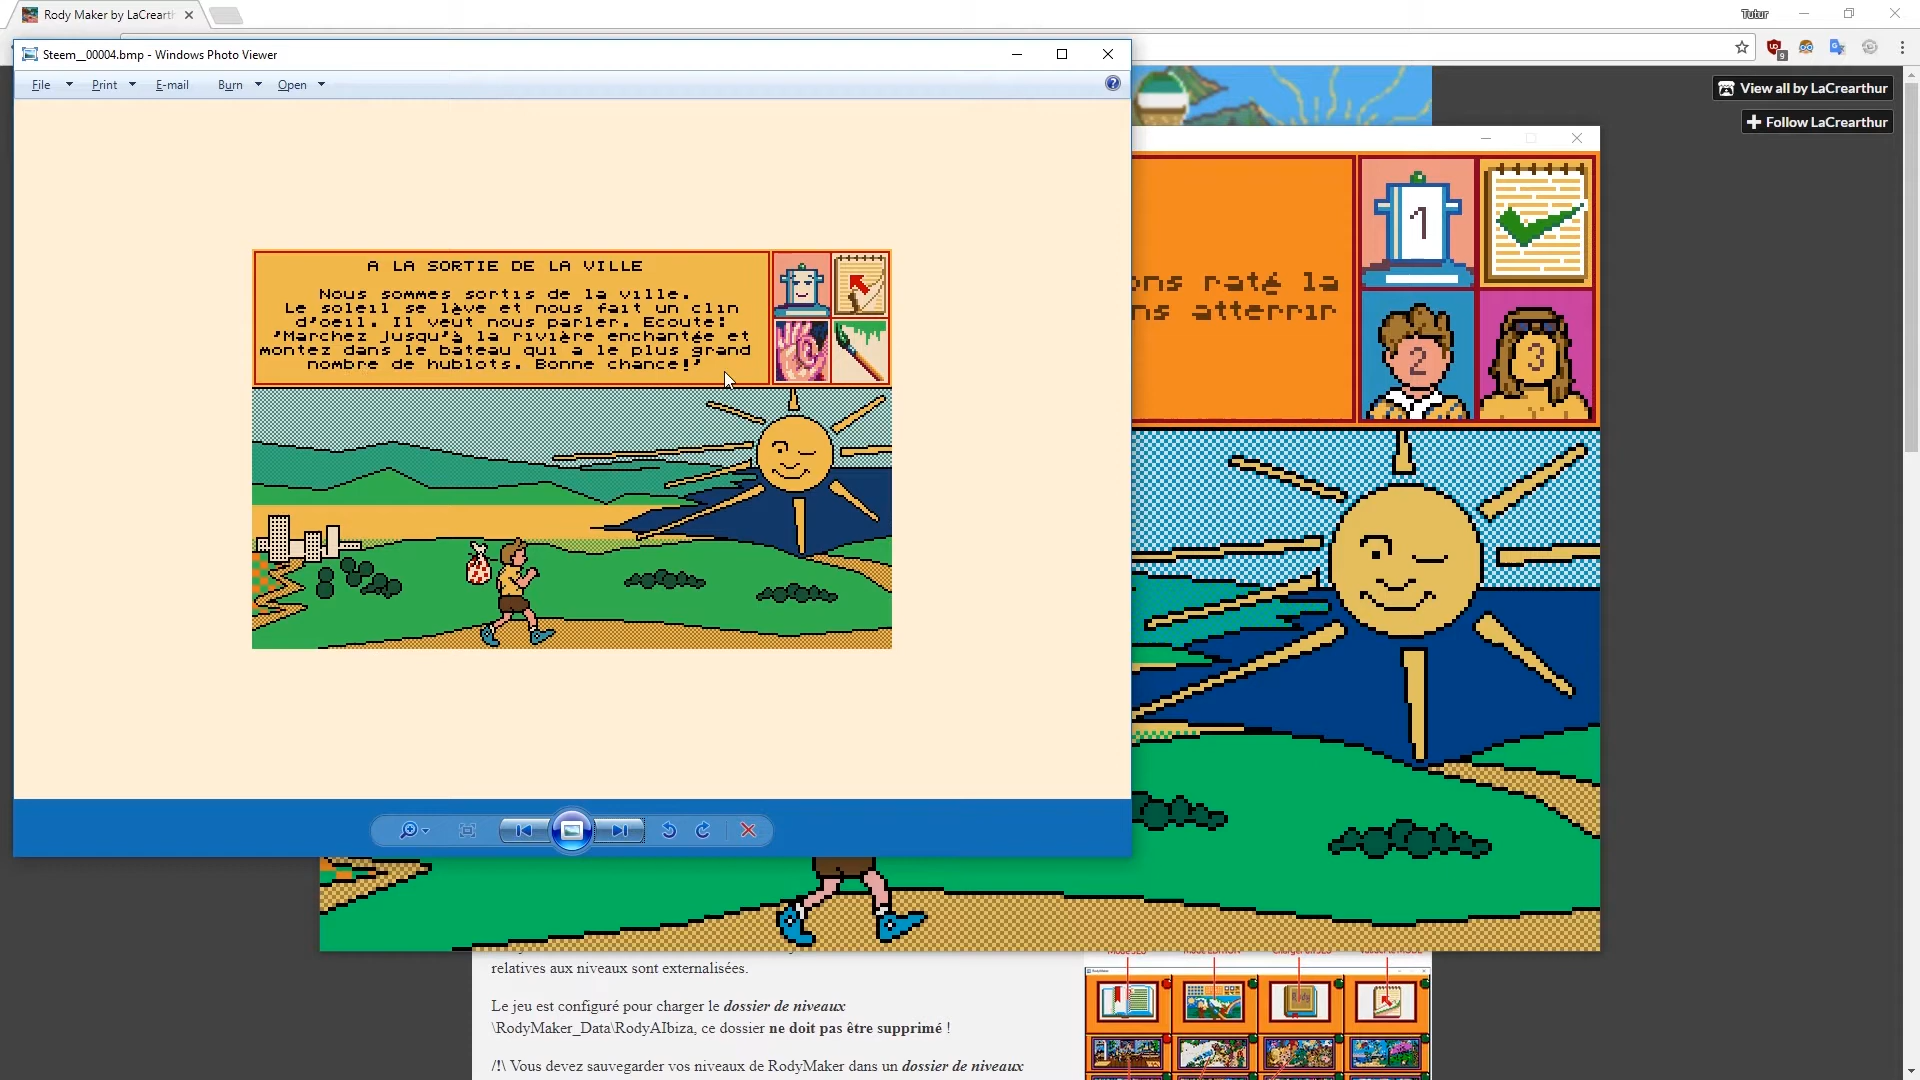 Rody Maker by LaCreart
Tutur
9
Steem__00004.bmp - Windows Photo Viewer
File
Print
E-mail
Burn
Open
View all by LaCrearthur
Follow LaCrearthur
A LA SORTIE DE LA VILLE
Nous sommes sortis de la ville.
Le soleil se lève et nous fait un clin
d'oeil. Il veut nous parler. Ecoute:
'Marchez jusqu'à la rivière enchantée et
montez dans le bateau qui a le plus grand
nombre de hublots. Bonne chance!'
ons raté la
ns atterrir
1
2
3
relatives aux niveaux sont externalisées.
Le jeu est configuré pour charger le dossier de niveaux
\RodyMaker_Data\RodyAIbiza, ce dossier ne doit pas être supprimé !
/!\ Vous devez sauvegarder vos niveaux de RodyMaker dans un dossier de niveaux